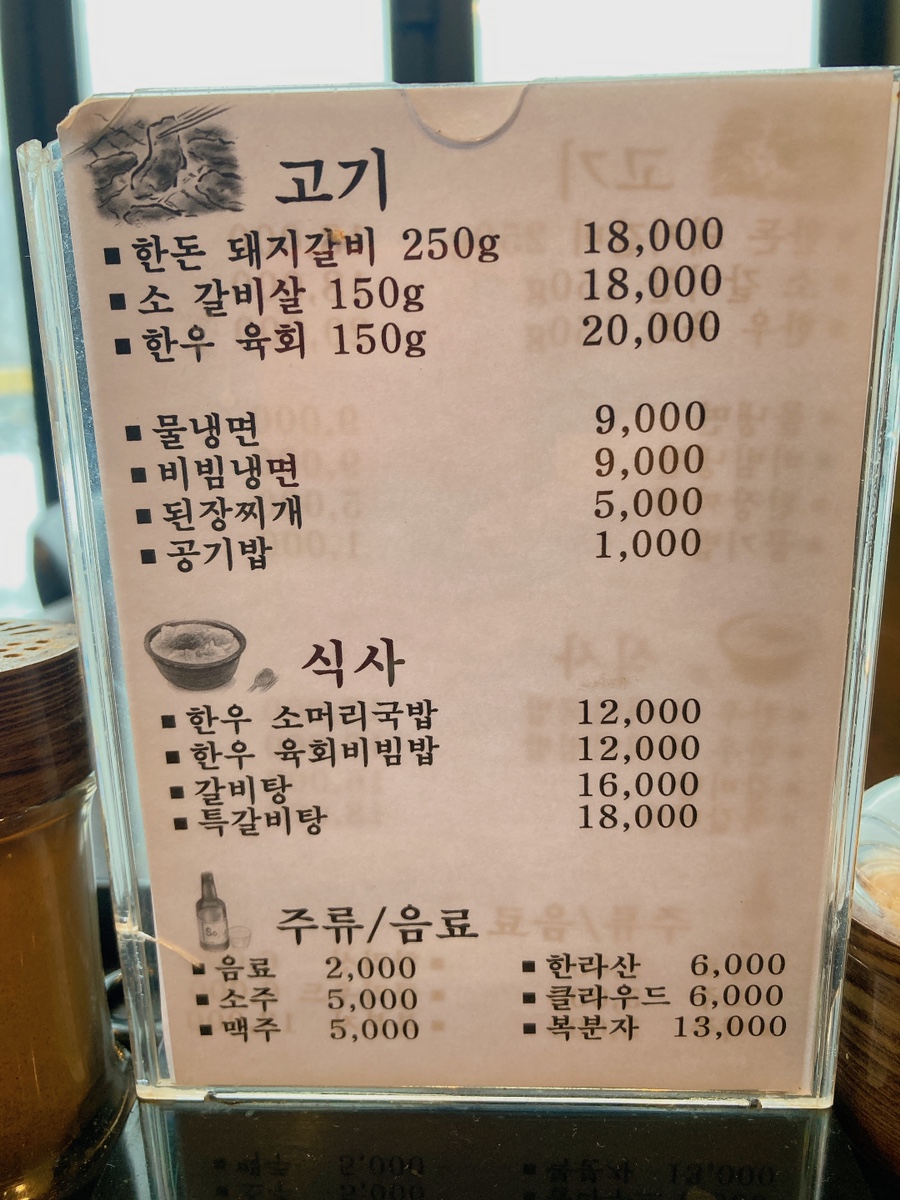 고기
▪ 한돈 돼지갈비 250g 18,000
▪ 소 갈비살 150g 18,000
▪ 한우 육회 150g 20,000
▪ 물냉면 9,000
▪ 비빔냉면 9,000
▪ 된장찌개 5,000
▪ 공기밥 1,000
식사
▪ 한우 소머리국밥 12,000
▪ 한우 육회비빔밥 12,000
▪ 갈비탕 16,000
▪ 특갈비탕 18,000
주류/음료
▪ 음료 2,000 ▪ 한라산 6,000
▪ 소주 5,000 ▪ 클라우드 6,000
▪ 맥주 5,000 ▪ 복분자 13,000